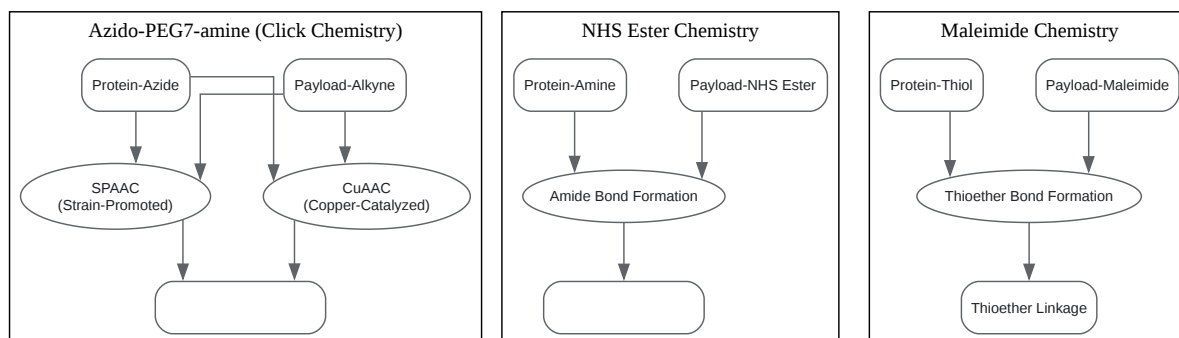 Azido-PEG7-amine (Click Chemistry)
Protein-Azide
Payload-Alkyne
SPAAC
(Strain-Promoted)
CuAAC
(Copper-Catalyzed)
NHS Ester Chemistry
Protein-Amine
Payload-NHS Ester
Amide Bond Formation
Maleimide Chemistry
Protein-Thiol
Payload-Maleimide
Thioether Bond Formation
Thioether Linkage